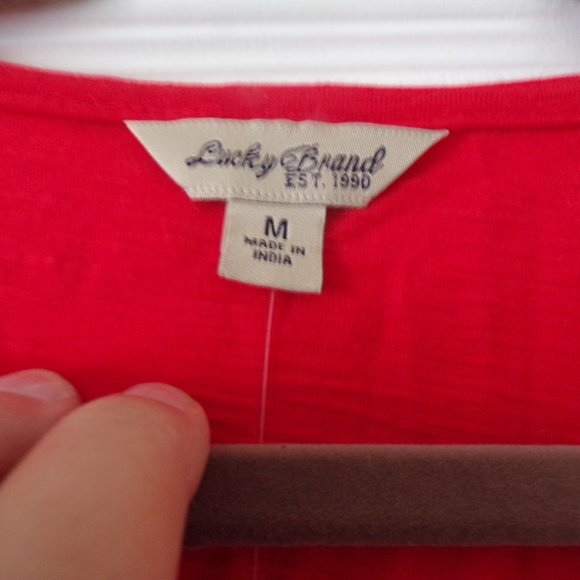 Lucky Brand
EST. 1990
M
MADE IN
INDIA